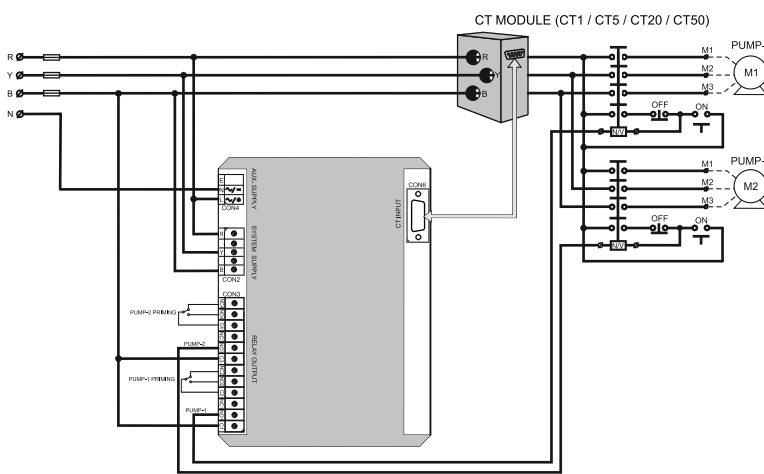 CT MODULE (CT1 / CT5 / CT20 / CT50)
R
Y
B
N
R
Y
B
M1
M2
M3
PUMP-
M1
OFF
ON
N/V
M1
M2
M3
PUMP-
M2
OFF
ON
N/V
E
N
L
CON4
AUX SUPPLY
R
Y
B
CON2
SYSTEM SUPPLY
CON6
CT INPUT
CON3
RELAY OUTPUT
PUMP-2 PRIMING
PUMP-2
PUMP-1 PRIMING
PUMP-1